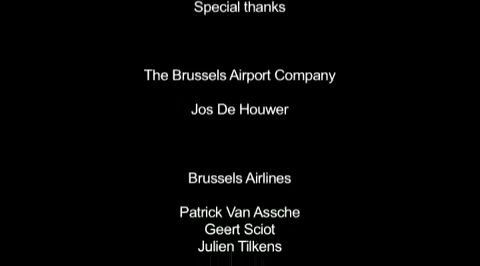 Special thanks
The Brussels Airport Company
Jos De Houwer
Brussels Airlines
Patrick Van Assche
Geert Sciot
Julien Tilkens